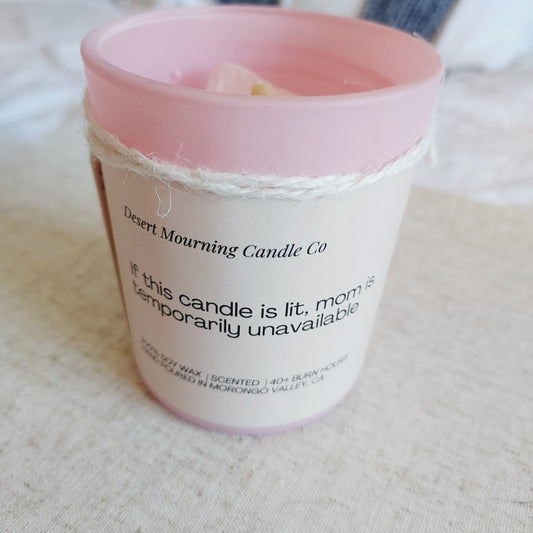 Desert Mourning Candle Co
If this candle is lit, mom is
temporarily unavailable
100% SOY WAX | SCENTED | 40+ BURN HOURS
HAND POURED IN MORONGO VALLEY, CA